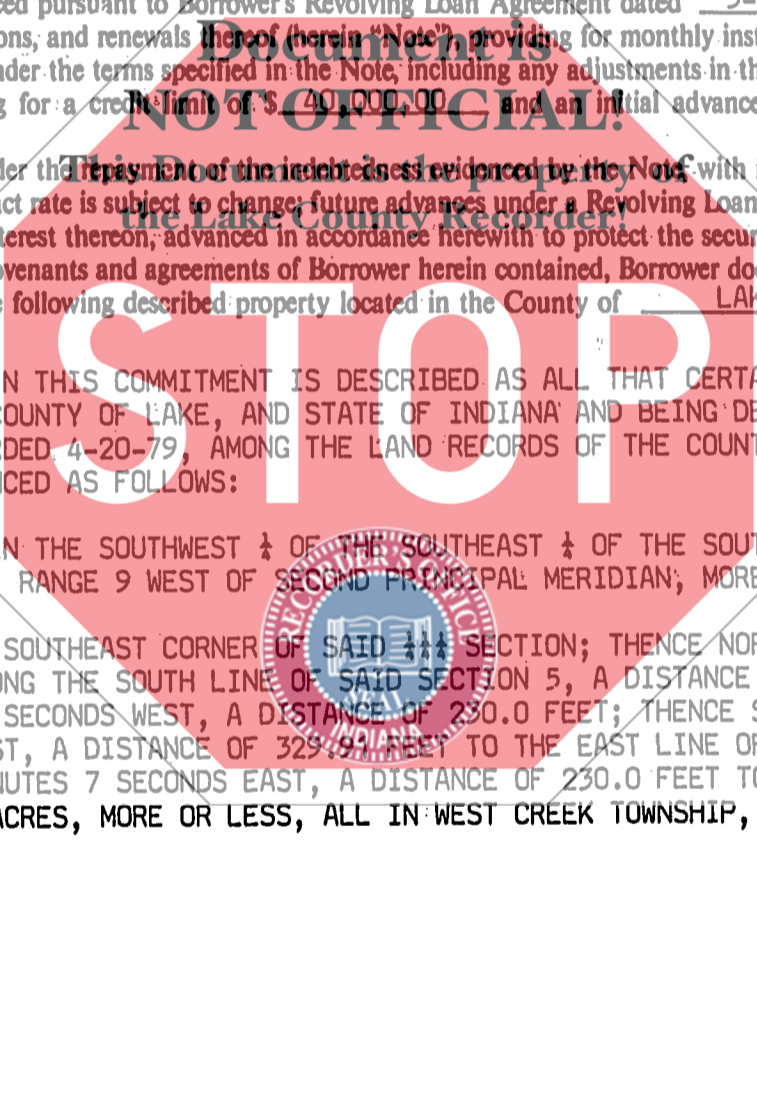 ed pursuant to Borrower's Revolving Loan Agreement dated
ons, and renewals thereof (herein "Note"), providing for monthly inst
nder the terms specified in the Note, including any adjustments in th
g for a credit limit of $ 40,000.00 and an initial advance
Document is
NOT OFFICIAL!
This Document is the property
the Lake County Recorder!
der the repayment of the indebtedness evidenced by the Note, with i
ct rate is subject to change, future advances under a Revolving Loan
terest thereon, advanced in accordance herewith to protect the secur
ovenants and agreements of Borrower herein contained, Borrower do
e following described property located in the County of LAK
STOP
N THIS COMMITMENT IS DESCRIBED AS ALL THAT CERTA
OUNTY OF LAKE, AND STATE OF INDIANA AND BEING DE
DED 4-20-79, AMONG THE LAND RECORDS OF THE COUNT
CED AS FOLLOWS:
N THE SOUTHWEST ¼ OF THE SOUTHEAST ¼ OF THE SOUT
RANGE 9 WEST OF SECOND PRINCIPAL MERIDIAN, MORE
SOUTHEAST CORNER OF SAID ¼¼¼ SECTION; THENCE NOR
ONG THE SOUTH LINE OF SAID SECTION 5, A DISTANCE
SECONDS WEST, A DISTANCE OF 230.0 FEET; THENCE S
ST, A DISTANCE OF 329.91 FEET TO THE EAST LINE OF
NUTES 7 SECONDS EAST, A DISTANCE OF 230.0 FEET TO
ACRES, MORE OR LESS, ALL IN WEST CREEK TOWNSHIP,
RECORDER'S OFFICE
SEAL
INDIANA